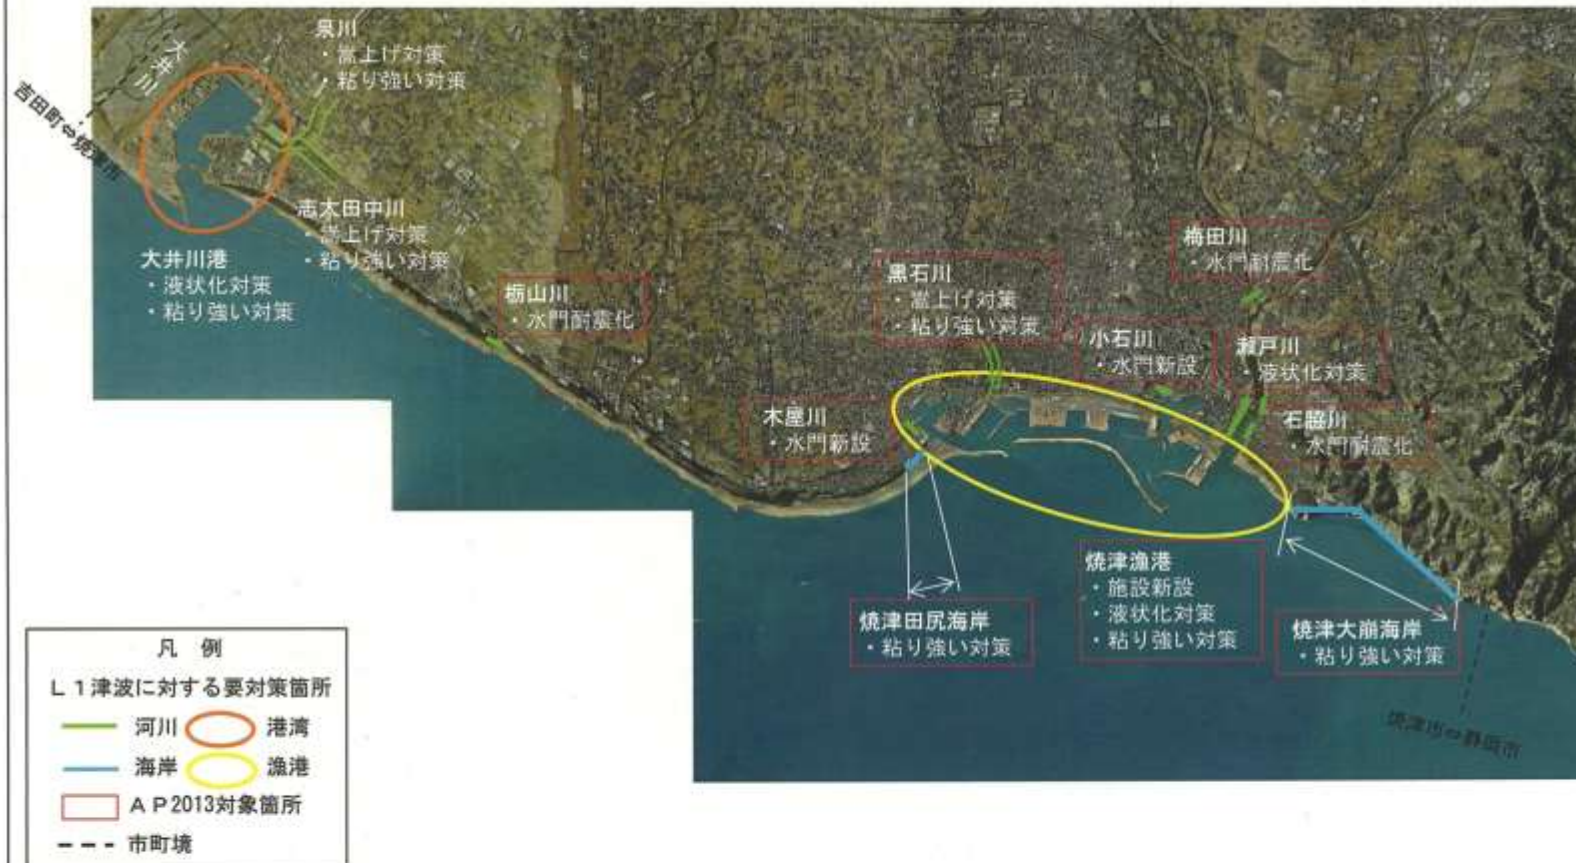 泉川
・嵩上げ対策
・粘り強い対策
大井川
吉田町⇔焼津市
志太田中川
・嵩上げ対策
・粘り強い対策
大井川港
・液状化対策
・粘り強い対策
栃山川
・水門耐震化
黒石川
・嵩上げ対策
・粘り強い対策
梅田川
・水門耐震化
小石川
・水門新設
瀬戸川
・液状化対策
木屋川
・水門新設
石脇川
・水門耐震化
焼津田尻海岸
・粘り強い対策
焼津漁港
・施設新設
・液状化対策
・粘り強い対策
焼津大崩海岸
・粘り強い対策
焼津市⇔静岡市
凡 例
L1津波に対する要対策箇所
河川 港湾
海岸 漁港
AP2013対象箇所
市町境